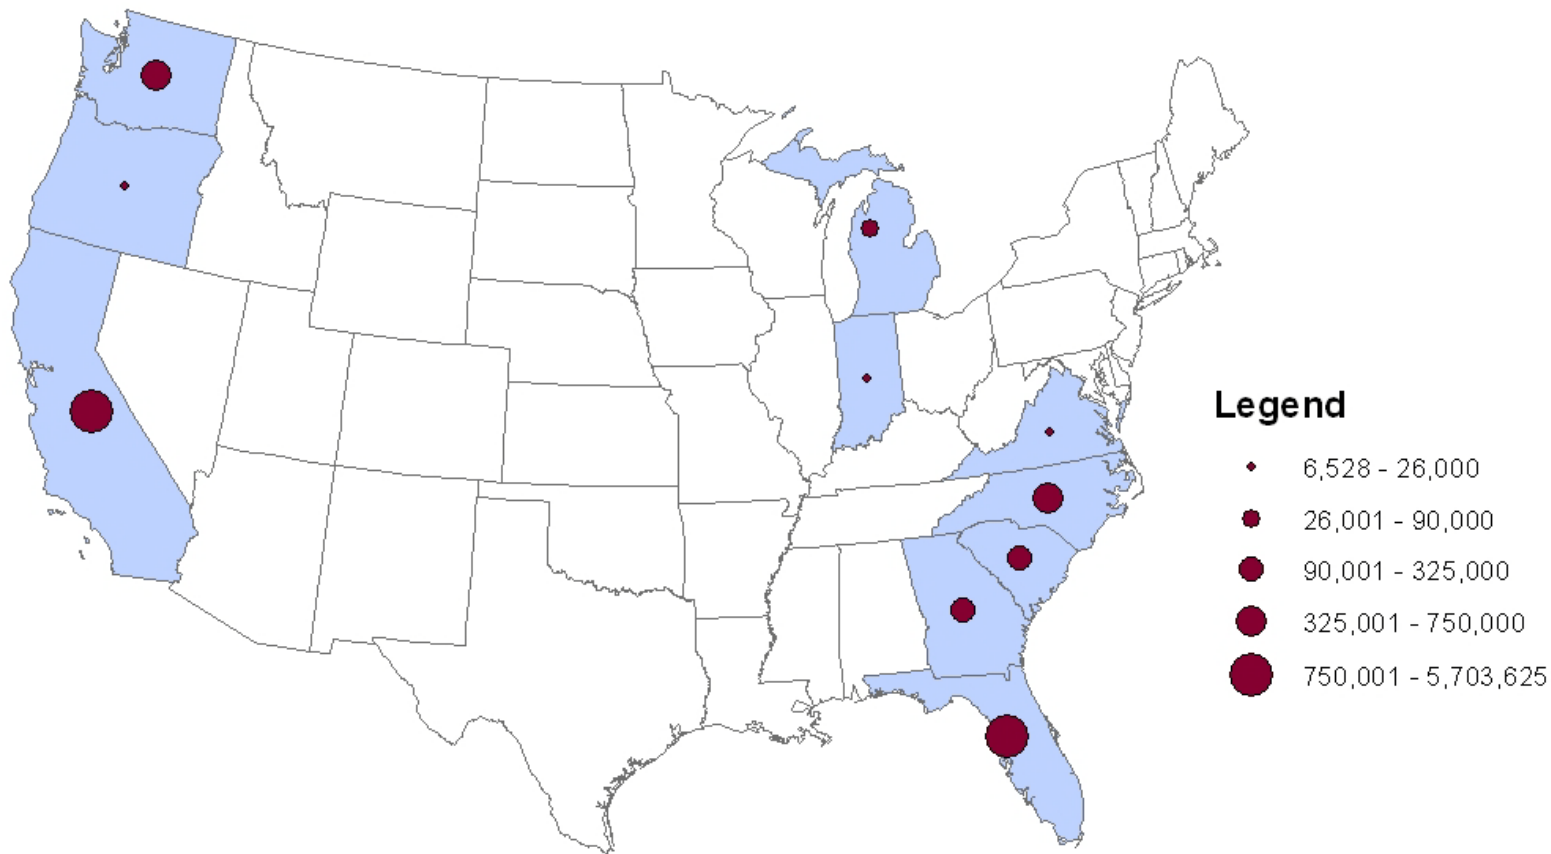 Legend
6,528 - 26,000
26,001 - 90,000
90,001 - 325,000
325,001 - 750,000
750,001 - 5,703,625